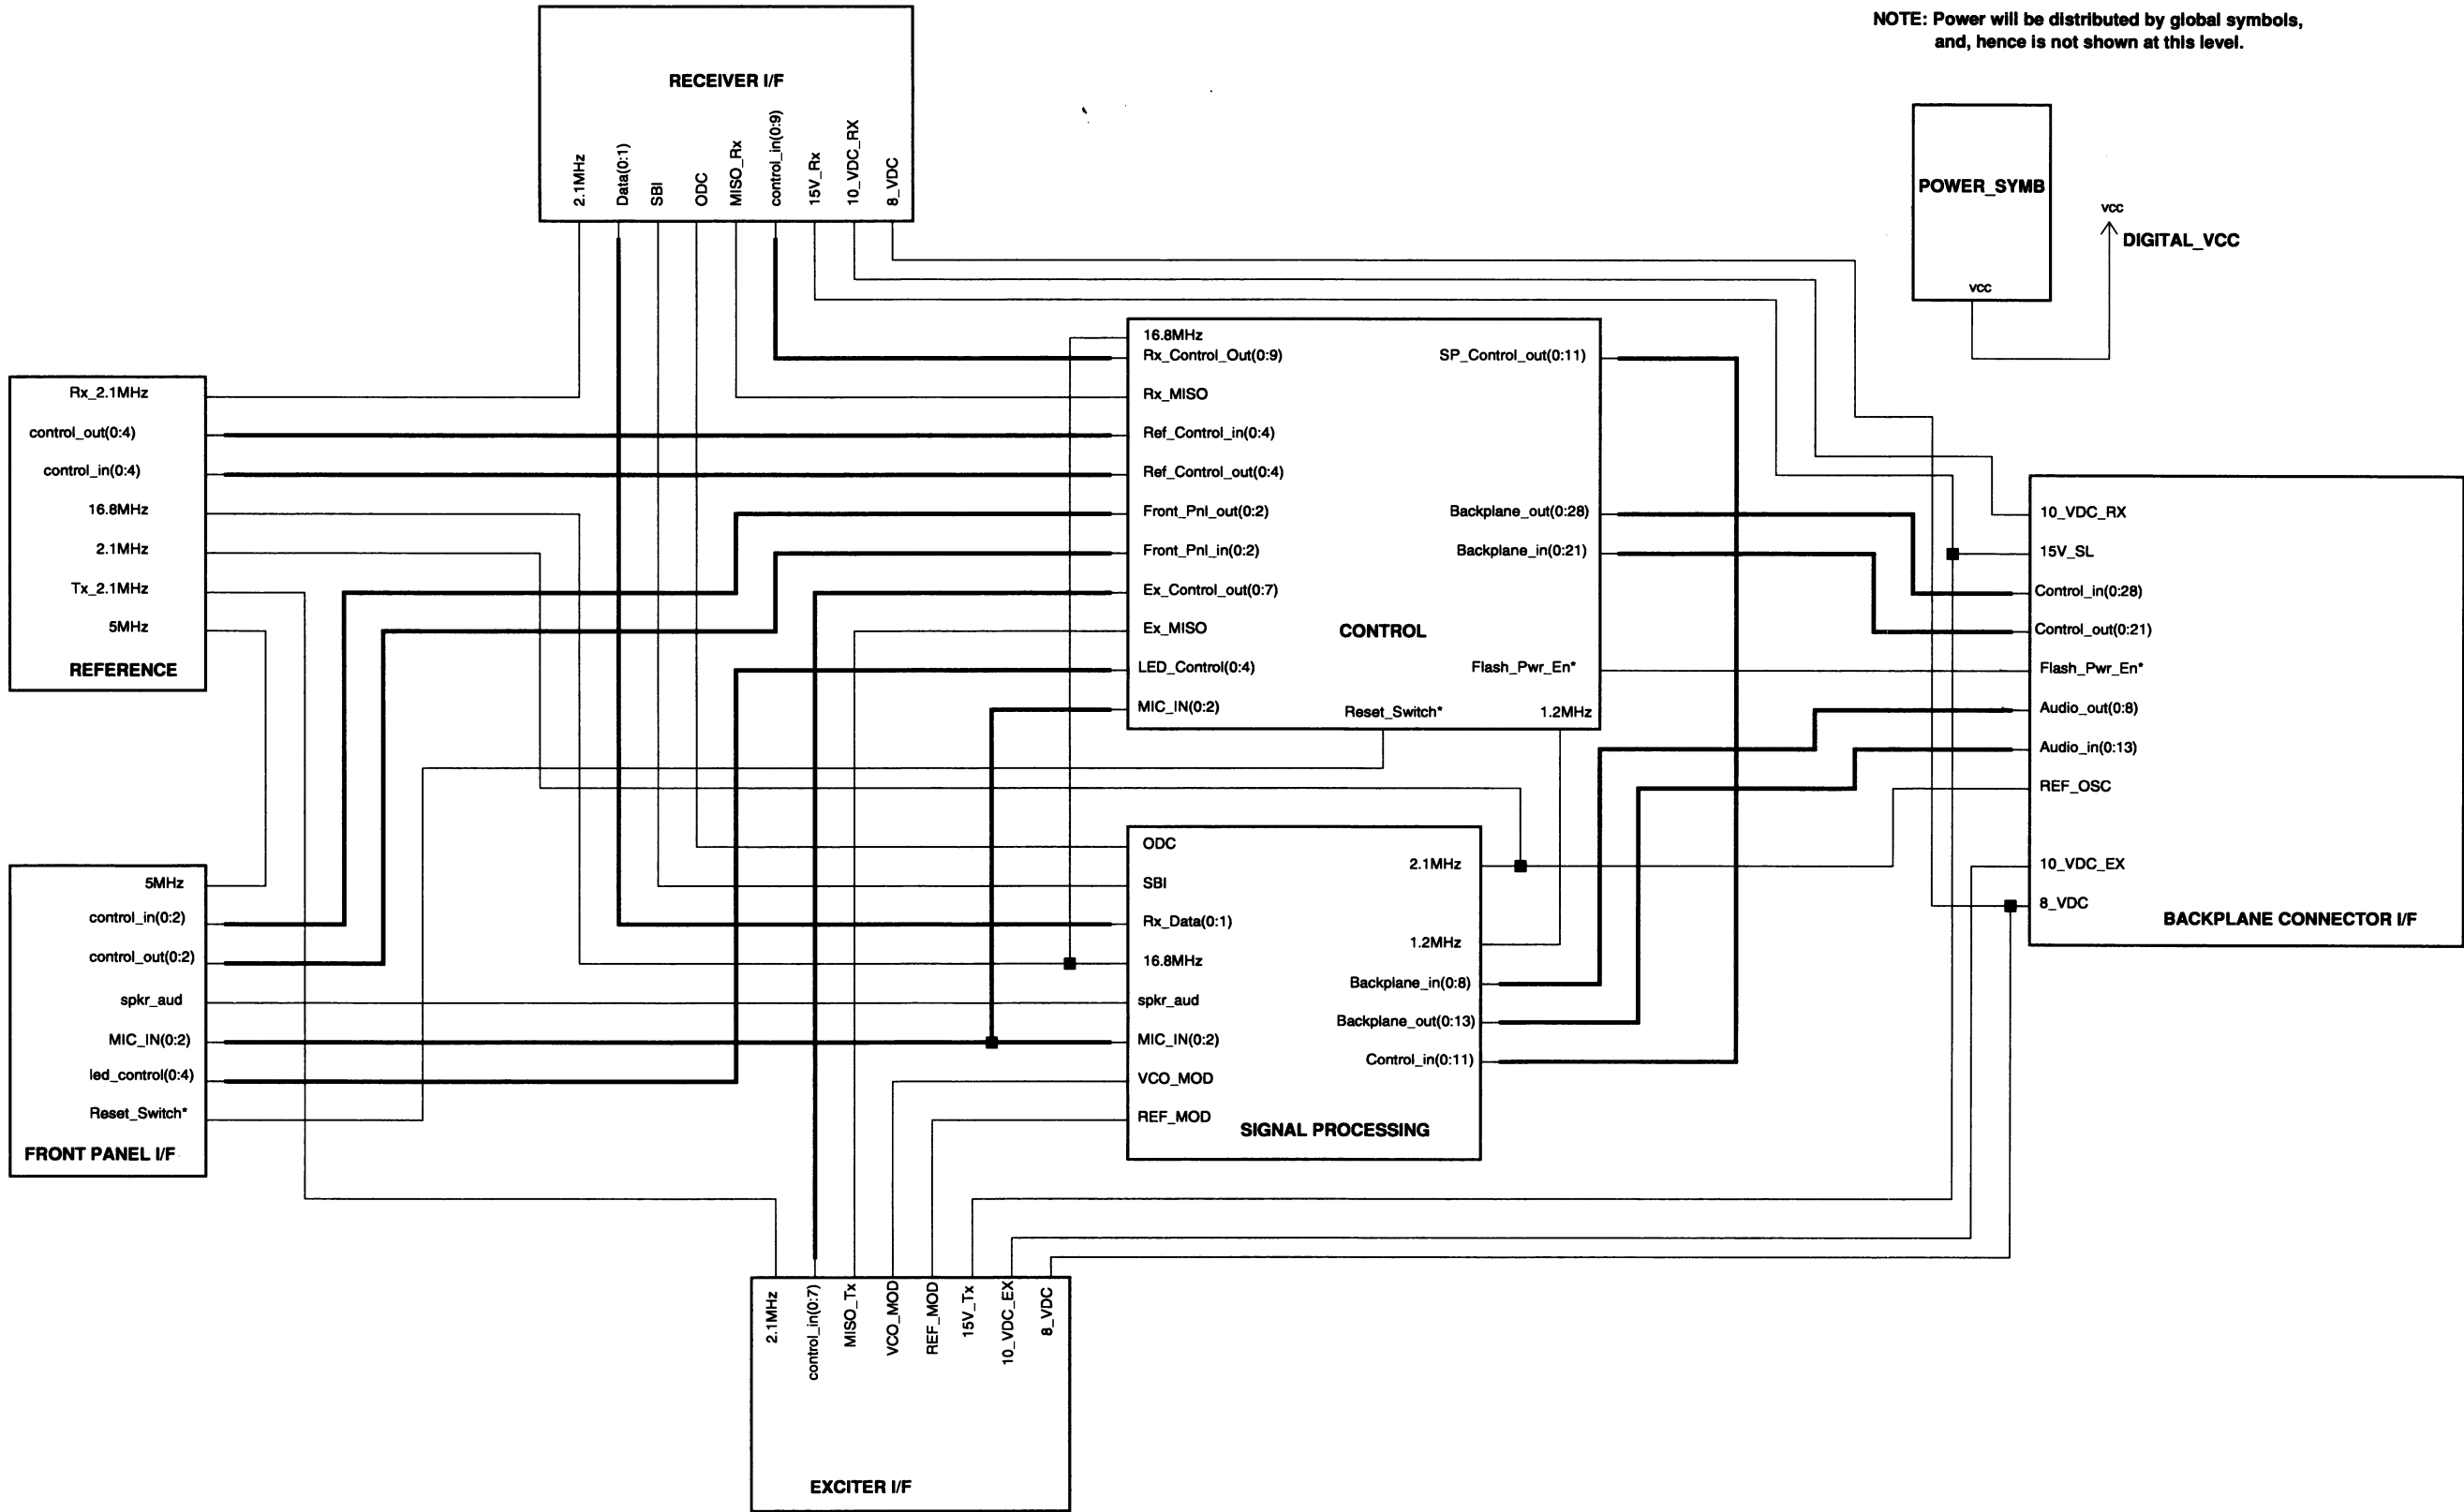 NOTE: Power will be distributed by global symbols,
and, hence is not shown at this level.
RECEIVER I/F
2.1MHz
Data(0:1)
SBI
ODC
MISO_Rx
control_in(0:9)
15V_Rx
10_VDC_RX
8_VDC
POWER_SYMB
vcc
vcc
DIGITAL_VCC
Rx_2.1MHz
control_out(0:4)
control_in(0:4)
16.8MHz
2.1MHz
Tx_2.1MHz
5MHz
REFERENCE
16.8MHz
Rx_Control_Out(0:9)
Rx_MISO
Ref_Control_in(0:4)
Ref_Control_out(0:4)
Front_Pnl_out(0:2)
Front_Pnl_in(0:2)
Ex_Control_out(0:7)
Ex_MISO
LED_Control(0:4)
MIC_IN(0:2)
SP_Control_out(0:11)
Backplane_out(0:28)
Backplane_in(0:21)
CONTROL
Flash_Pwr_En*
Reset_Switch*
1.2MHz
10_VDC_RX
15V_SL
Control_in(0:28)
Control_out(0:21)
Flash_Pwr_En*
Audio_out(0:8)
Audio_in(0:13)
REF_OSC
10_VDC_EX
8_VDC
BACKPLANE CONNECTOR I/F
5MHz
control_in(0:2)
control_out(0:2)
spkr_aud
MIC_IN(0:2)
led_control(0:4)
Reset_Switch*
FRONT PANEL I/F
ODC
SBI
Rx_Data(0:1)
16.8MHz
spkr_aud
MIC_IN(0:2)
VCO_MOD
REF_MOD
2.1MHz
1.2MHz
Backplane_in(0:8)
Backplane_out(0:13)
Control_in(0:11)
SIGNAL PROCESSING
2.1MHz
control_in(0:7)
MISO_Tx
VCO_MOD
REF_MOD
15V_Tx
10_VDC_EX
8_VDC
EXCITER I/F